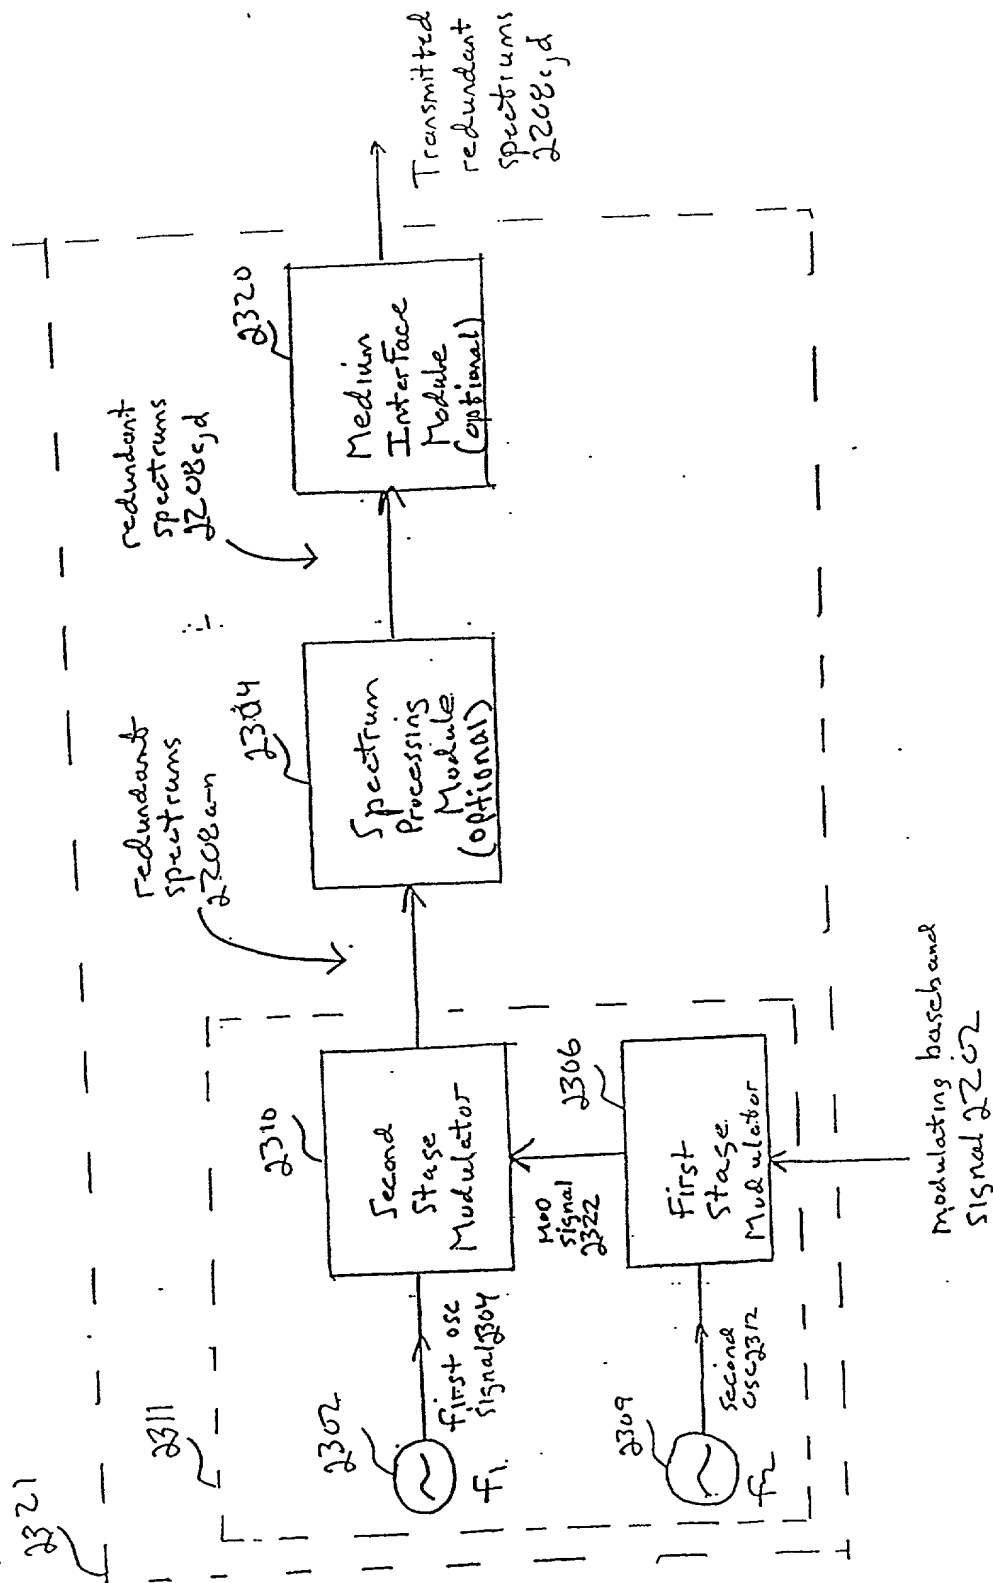 2321
2311
2302
f1
First osc
signal 2304
Second
Stage
Modulator
2310
2309
f2
second
osc 2312
First
Stage
Modulator
2306
MOD
signal
2322
modulating baseband
signal 2202
redundant
spectrums
2208a-n
Spectrum
Processing
Module
(optional)
2304
redundant
spectrums
2208c,d
Medium
InterFace
Module
(optional)
2320
Transmitted
redundant
spectrums
2208c,d